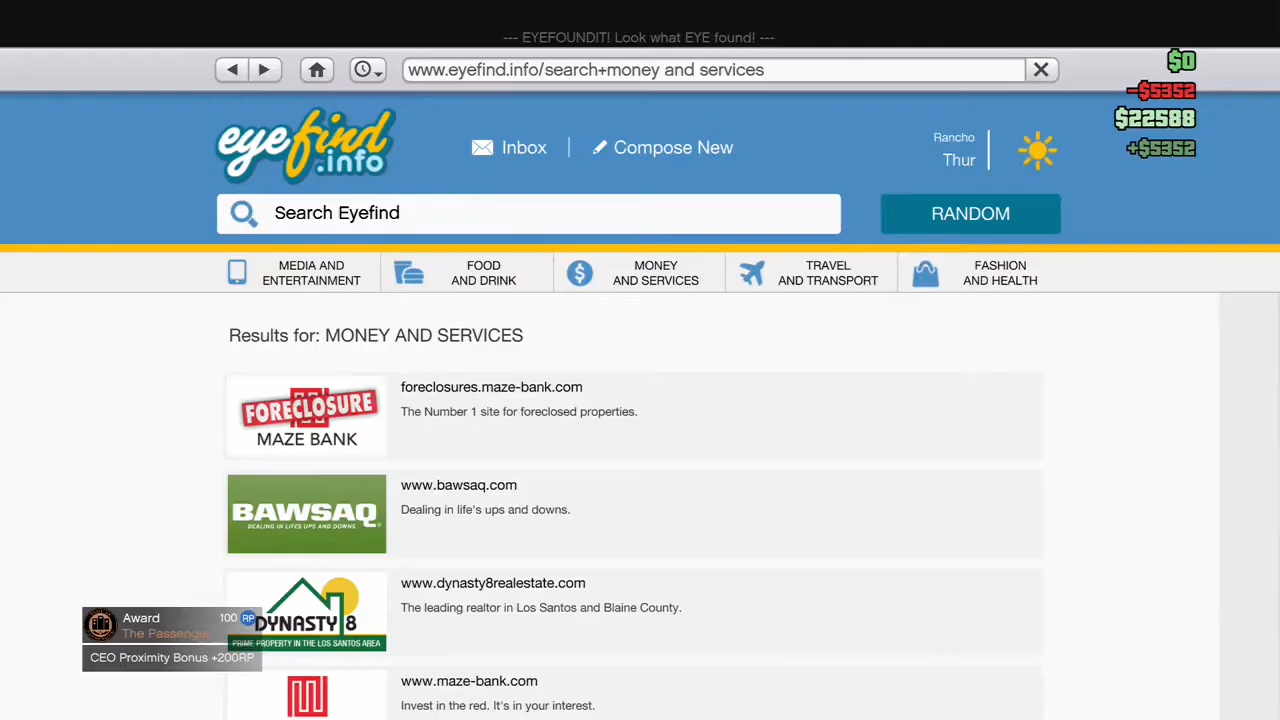 --- EYEFOUNDIT! Look what EYE found! ---
www.eyefind.info/search+money and services
$0
-$5352
$22588
+$5352
eyefind
.info
Inbox
Compose New
Rancho
Thur
Search Eyefind
RANDOM
MEDIA AND
ENTERTAINMENT
FOOD
AND DRINK
MONEY
AND SERVICES
TRAVEL
AND TRANSPORT
FASHION
AND HEALTH
Results for: MONEY AND SERVICES
FORECLOSURE
MAZE BANK
foreclosures.maze-bank.com
The Number 1 site for foreclosed properties.
BAWSAQ
DEALING IN LIFE'S UPS AND DOWNS
www.bawsaq.com
Dealing in life's ups and downs.
DYNASTY 8
PRIME PROPERTY IN THE LOS SANTOS AREA
www.dynasty8realestate.com
The leading realtor in Los Santos and Blaine County.
Award 100 RP
The Passenger
CEO Proximity Bonus +200RP
www.maze-bank.com
Invest in the red. It's in your interest.